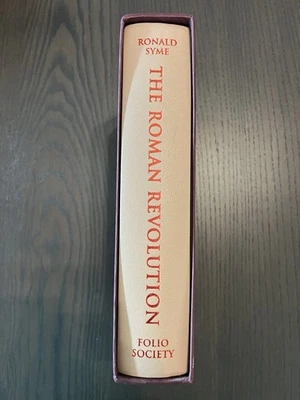 RONALD
SYME
THE ROMAN REVOLUTION
FOLIO
SOCIETY